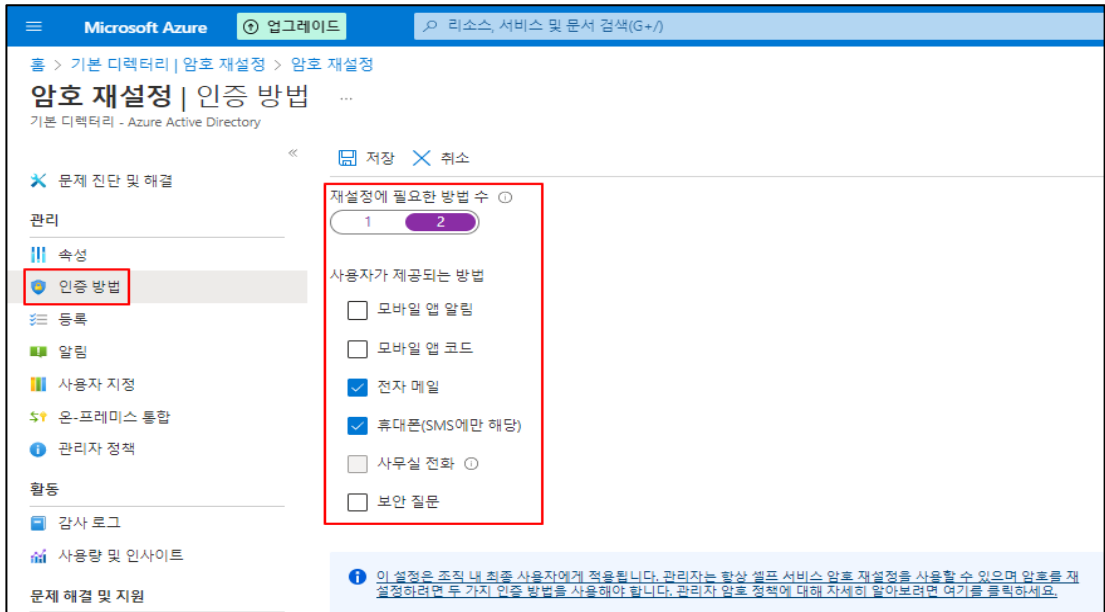 Microsoft Azure
업그레이드
리소스, 서비스 및 문서 검색(G+/)
홈 > 기본 디렉터리 | 암호 재설정 > 암호 재설정
암호 재설정 | 인증 방법 ...
기본 디렉터리 - Azure Active Directory
«
저장
취소
문제 진단 및 해결
관리
속성
인증 방법
등록
알림
사용자 지정
온-프레미스 통합
관리자 정책
활동
감사 로그
사용량 및 인사이트
문제 해결 및 지원
재설정에 필요한 방법 수
1 2
사용자가 제공되는 방법
모바일 앱 알림
모바일 앱 코드
전자 메일
휴대폰(SMS에만 해당)
사무실 전화
보안 질문
이 설정은 조직 내 최종 사용자에게 적용됩니다. 관리자는 항상 셀프 서비스 암호 재설정을 사용할 수 있으며 암호를 재
설정하려면 두 가지 인증 방법을 사용해야 합니다. 관리자 암호 정책에 대해 자세히 알아보려면 여기를 클릭하세요.